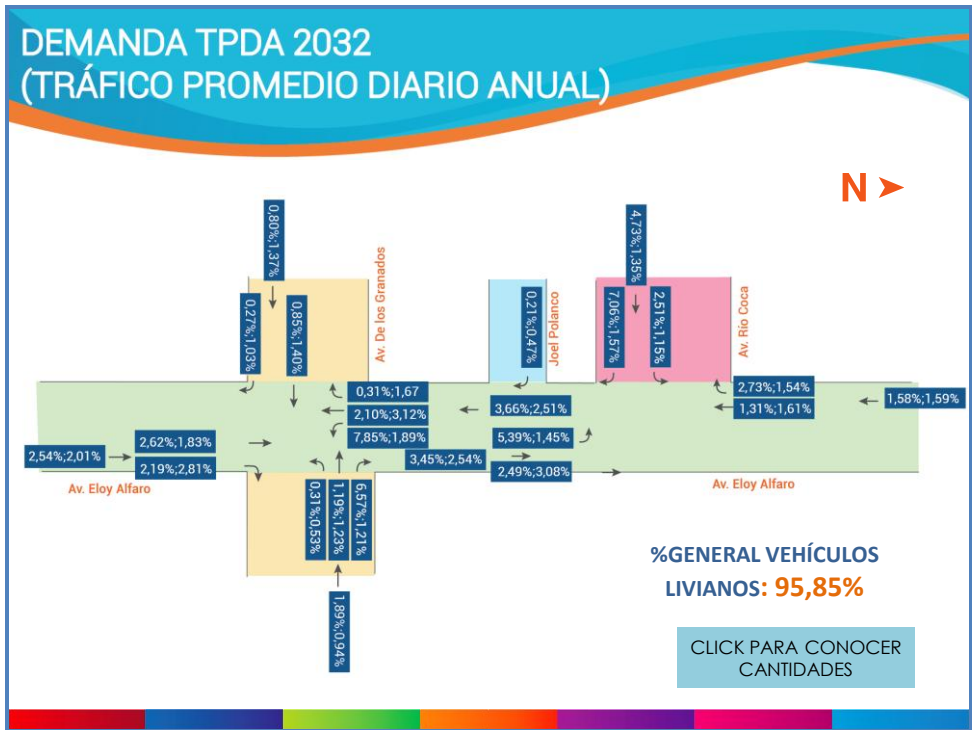 DEMANDA TPDA 2032
(TRÁFICO PROMEDIO DIARIO ANUAL)
N
0,80%;1,37%
4,73%;1,35%
Av. De los Granados
Joel Polanco
Av. Río Coca
0,27%;1,03%
0,85%;1,40%
0,21%;0,47%
7,06%;1,57%
2,51%;1,15%
0,31%;1,67
2,10%;3,12%
7,85%;1,89%
3,66%;2,51%
2,73%;1,54%
1,31%;1,61%
1,58%;1,59%
2,54%;2,01%
2,62%;1,83%
2,19%;2,81%
5,39%;1,45%
3,45%;2,54%
2,49%;3,08%
Av. Eloy Alfaro
Av. Eloy Alfaro
0,31%;0,53%
1,19%;1,23%
6,57%;1,21%
1,89%;0,94%
%GENERAL VEHÍCULOS
LIVIANOS: 95,85%
CLICK PARA CONOCER
CANTIDADES